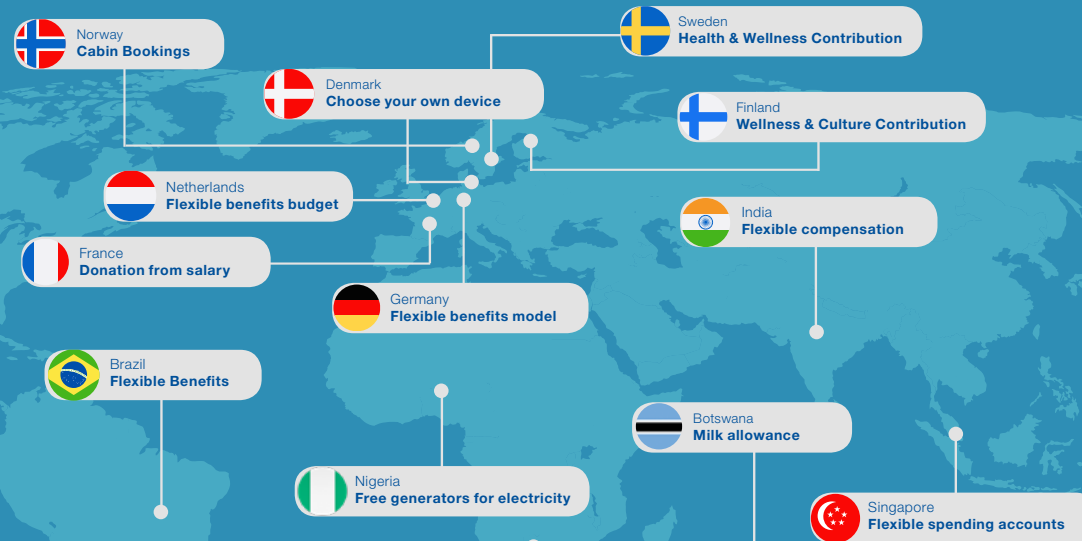 Norway
Cabin Bookings
Sweden
Health & Wellness Contribution
Denmark
Choose your own device
Finland
Wellness & Culture Contribution
Netherlands
Flexible benefits budget
India
Flexible compensation
France
Donation from salary
Germany
Flexible benefits model
Brazil
Flexible Benefits
Botswana
Milk allowance
Nigeria
Free generators for electricity
Singapore
Flexible spending accounts